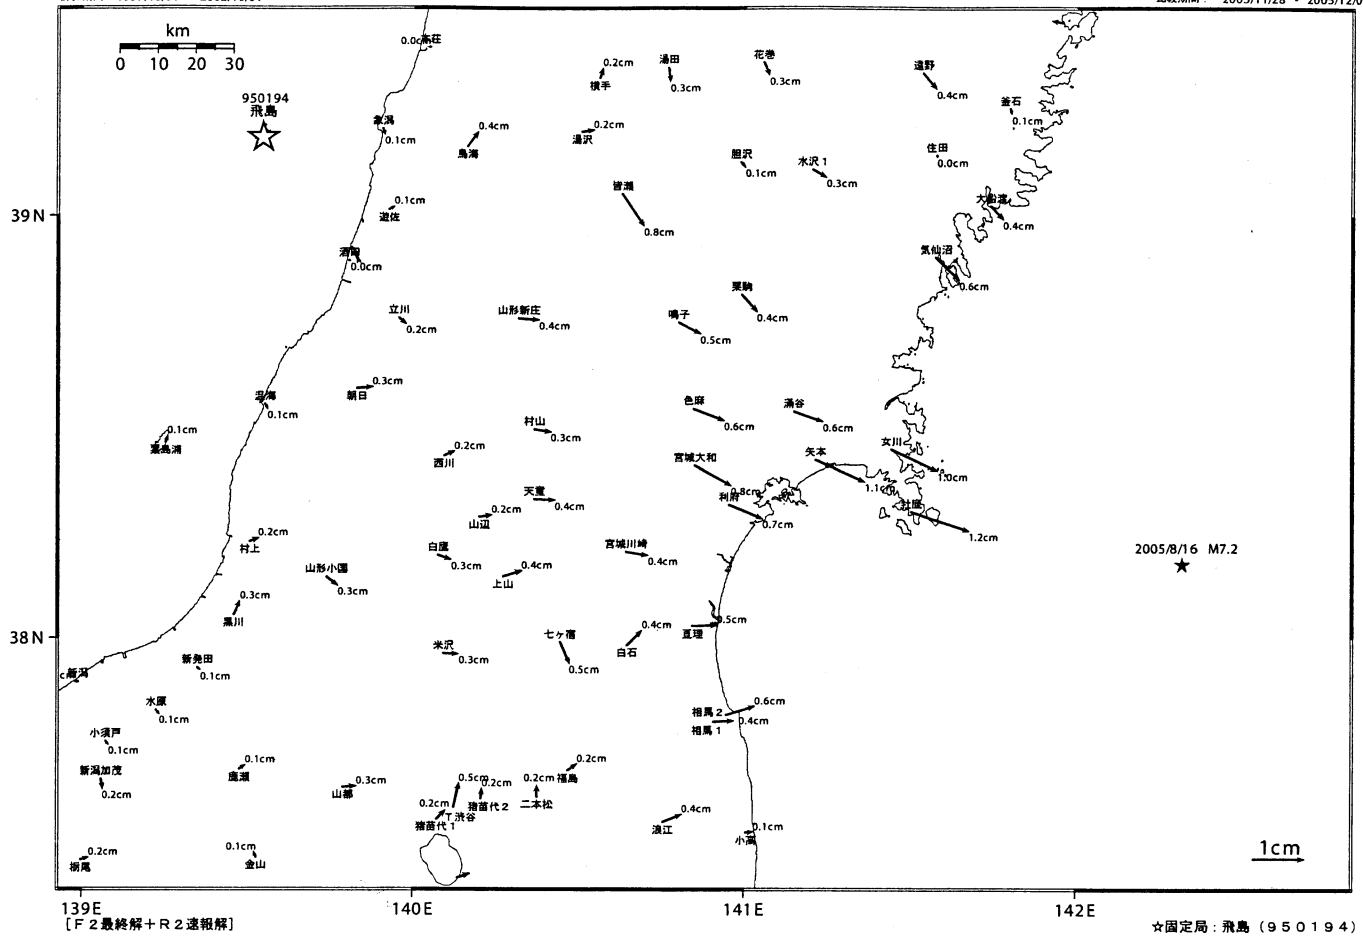 km
0 10 20 30
950194
飛島
0.0cm
本荘
0.2cm
横手
湯田
0.3cm
花巻
0.3cm
遠野
0.4cm
釜石
0.1cm
象潟
0.1cm
0.4cm
鳥海
0.2cm
湯沢
胆沢
0.1cm
水沢1
0.3cm
住田
0.0cm
皆瀬
0.8cm
大船渡
0.4cm
39N
0.1cm
遊佐
酒田
0.0cm
気仙沼
0.6cm
立川
0.2cm
山形新庄
0.4cm
鳴子
0.5cm
栗駒
0.4cm
0.3cm
朝日
温海
0.1cm
0.1cm
粟島浦
村山
0.3cm
0.2cm
西川
色麻
0.6cm
涌谷
0.6cm
宮城大和
0.8cm
矢本
1.1cm
女川
1.0cm
天童
0.4cm
0.2cm
山辺
利府
0.7cm
牡鹿
1.2cm
0.2cm
村上
白鷹
0.3cm
宮城川崎
0.4cm
2005/8/16 M7.2
山形小国
0.3cm
0.4cm
上山
0.3cm
黒川
38N
米沢
0.3cm
七ヶ宿
0.5cm
0.4cm
白石
0.5cm
亘理
新発田
0.1cm
新潟
水原
0.1cm
0.6cm
相馬2
相馬1
0.4cm
小須戸
0.1cm
新潟加茂
0.2cm
0.1cm
鹿瀬
0.3cm
山都
0.5cm
T渋谷
0.2cm
猪苗代2
0.2cm
猪苗代1
0.2cm
二本松
0.2cm
福島
0.4cm
浪江
0.1cm
小高
0.2cm
栃尾
0.1cm
金山
1cm
139E 140E 141E 142E
[F2最終解+R2速報解]
☆固定局:飛島(950194)